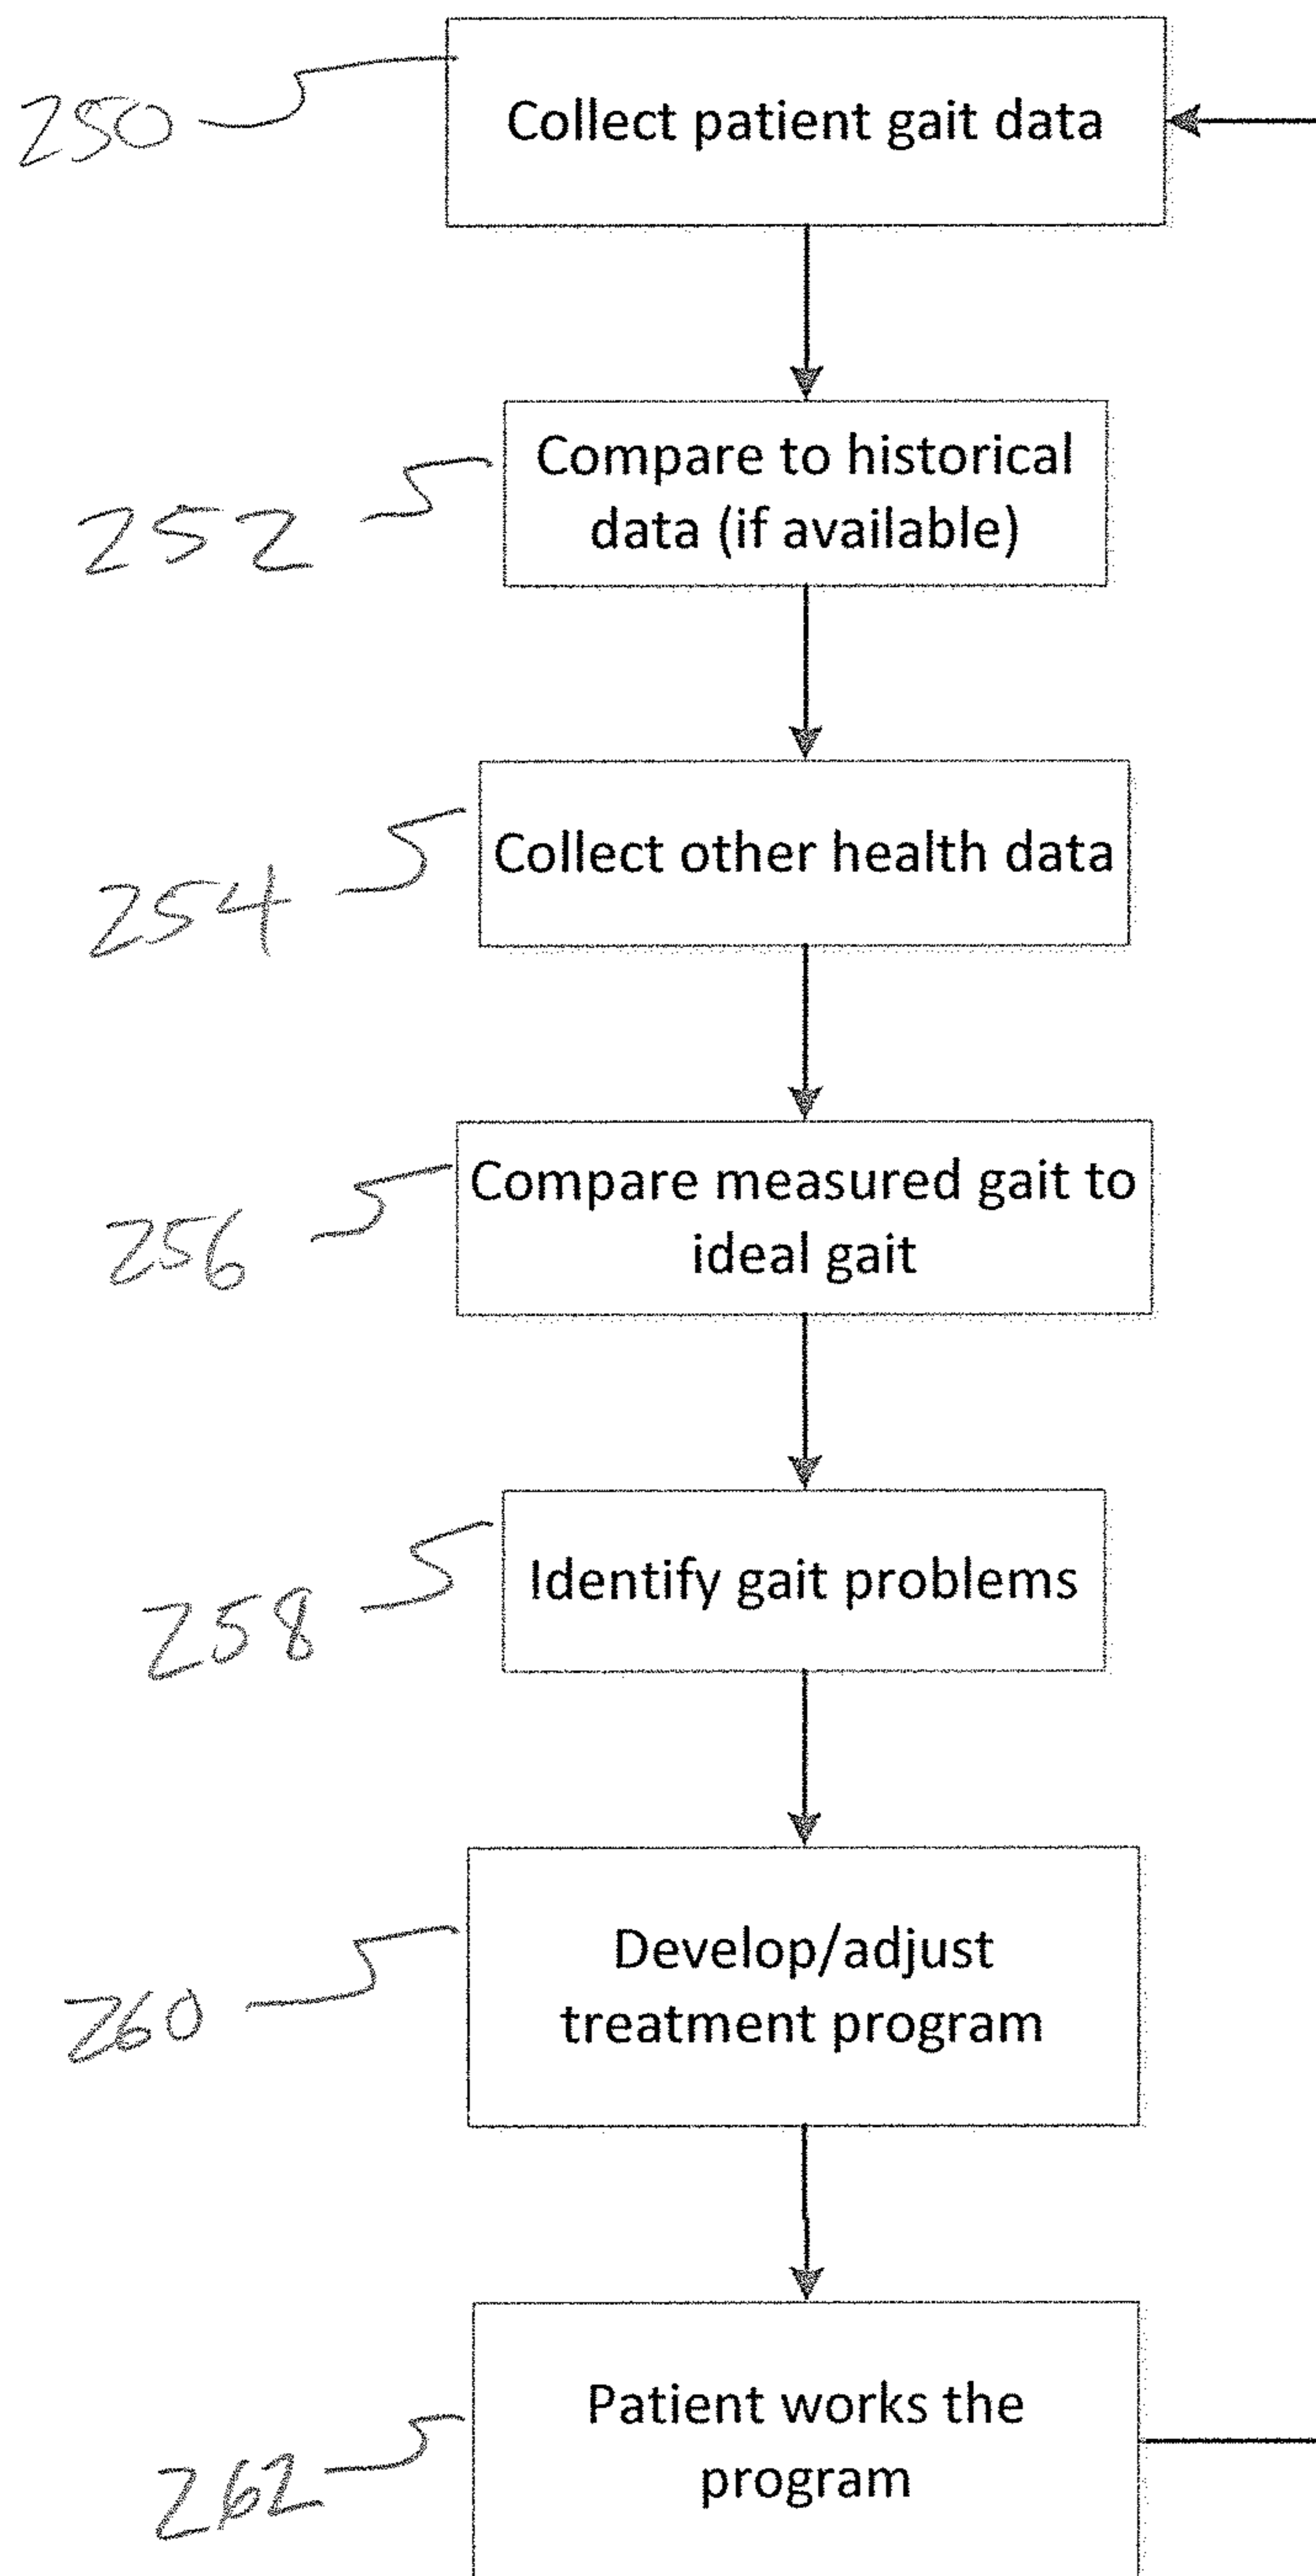 250
Collect patient gait data
252
Compare to historical
data (if available)
254
Collect other health data
256
Compare measured gait to
ideal gait
258
Identify gait problems
260
Develop/adjust
treatment program
262
Patient works the
program